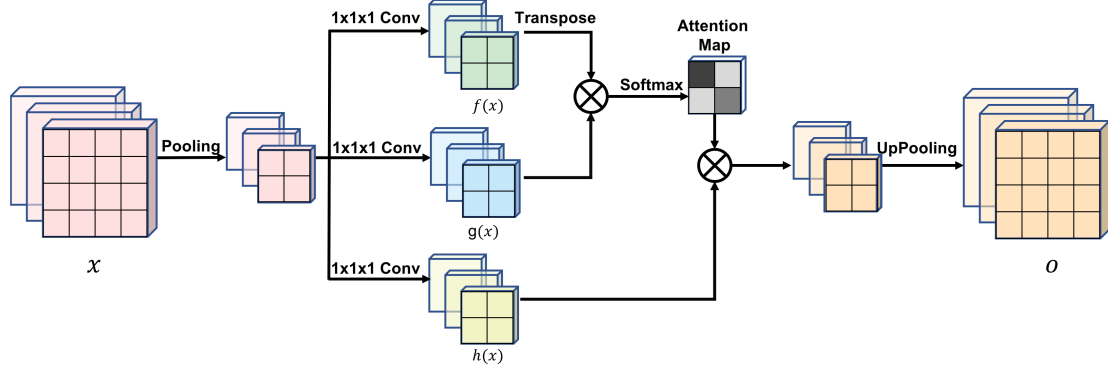 1x1x1 Conv
Transpose
Attention
Map
Softmax
f(x)
Pooling
1x1x1 Conv
UpPooling
g(x)
x
1x1x1 Conv
o
h(x)